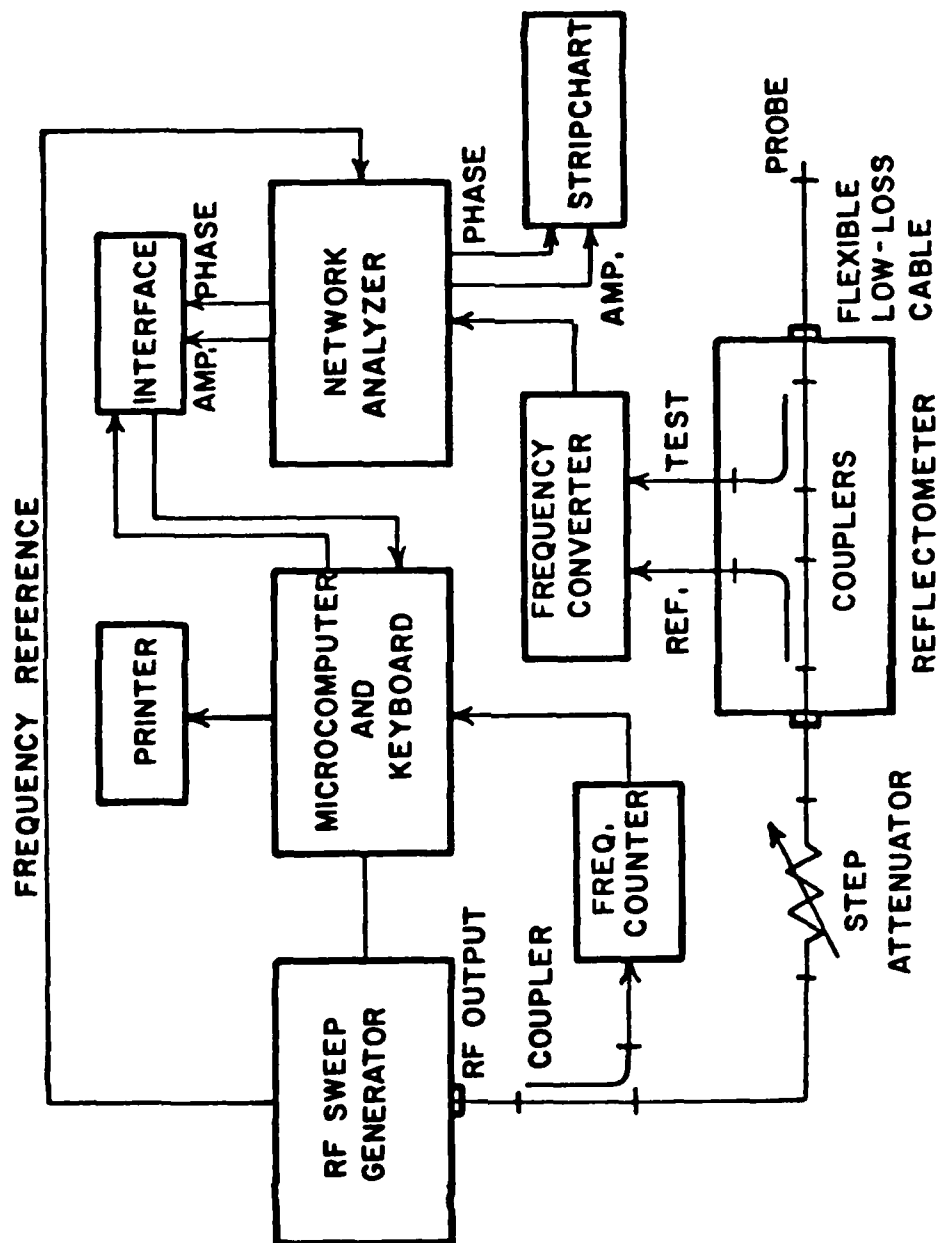 FREQUENCY REFERENCE
PRINTER
INTERFACE
AMP.
PHASE
RF SWEEP
GENERATOR
MICROCOMPUTER
AND
KEYBOARD
NETWORK
ANALYZER
RF OUTPUT
PHASE
COUPLER
AMP.
STRIPCHART
FREQ.
COUNTER
FREQUENCY
CONVERTER
REF.
TEST
STEP
ATTENUATOR
COUPLERS
REFLECTOMETER
FLEXIBLE
LOW-LOSS
CABLE
PROBE